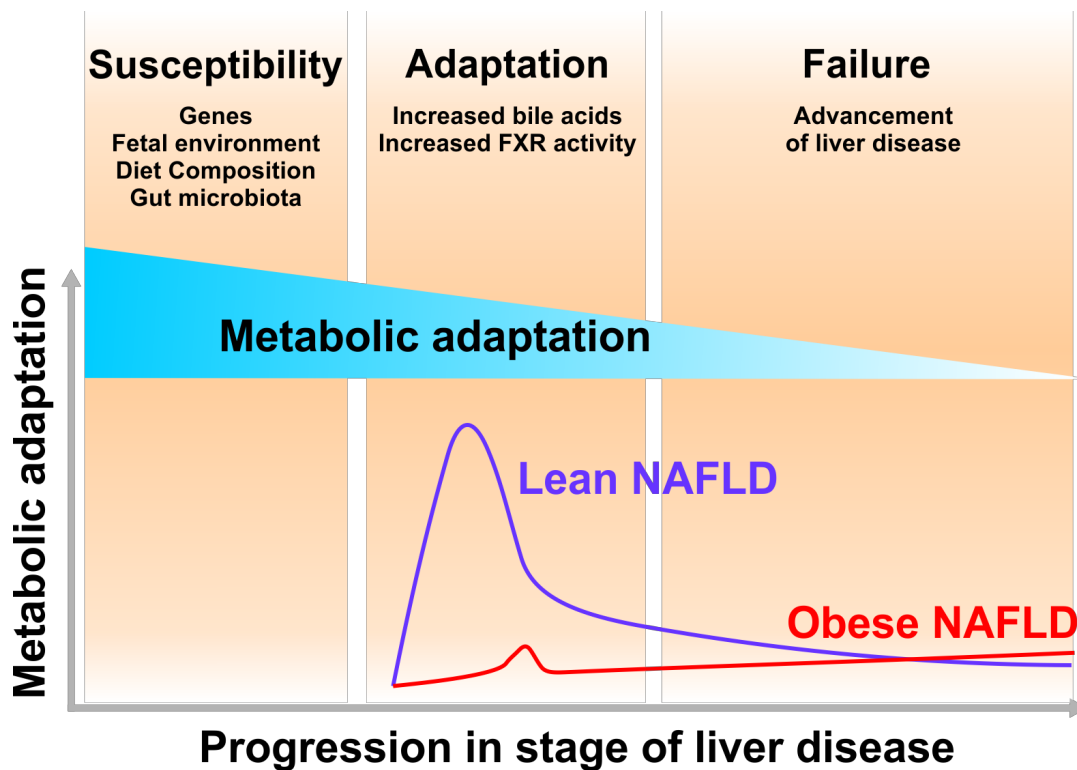 Susceptibility
Genes
Fetal environment
Diet Composition
Gut microbiota
Adaptation
Increased bile acids
Increased FXR activity
Failure
Advancement
of liver disease
Metabolic adaptation
Metabolic adaptation
Lean NAFLD
Obese NAFLD
Progression in stage of liver disease